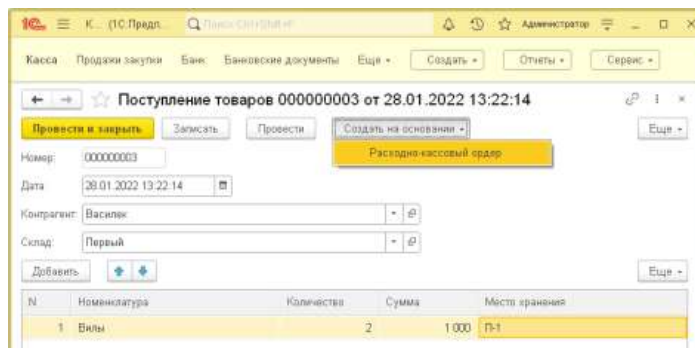 1С К... (1С:Предп... Поиск Ctrl+Shift+F Администратор
Касса Продажи закупки Банк Банковские документы Еще Создать Отчеты Сервис
Поступление товаров 000000003 от 28.01.2022 13:22:14
Провести и закрыть Записать Провести Создать на основании Еще
Расходно-кассовый ордер
Номер: 000000003
Дата 28.01.2022 13:22:14
Контрагент: Василек
Склад: Первый
Добавить Еще
N Номенклатура Количество Сумма Место хранения
1 Вилы 2 1 000 П-1